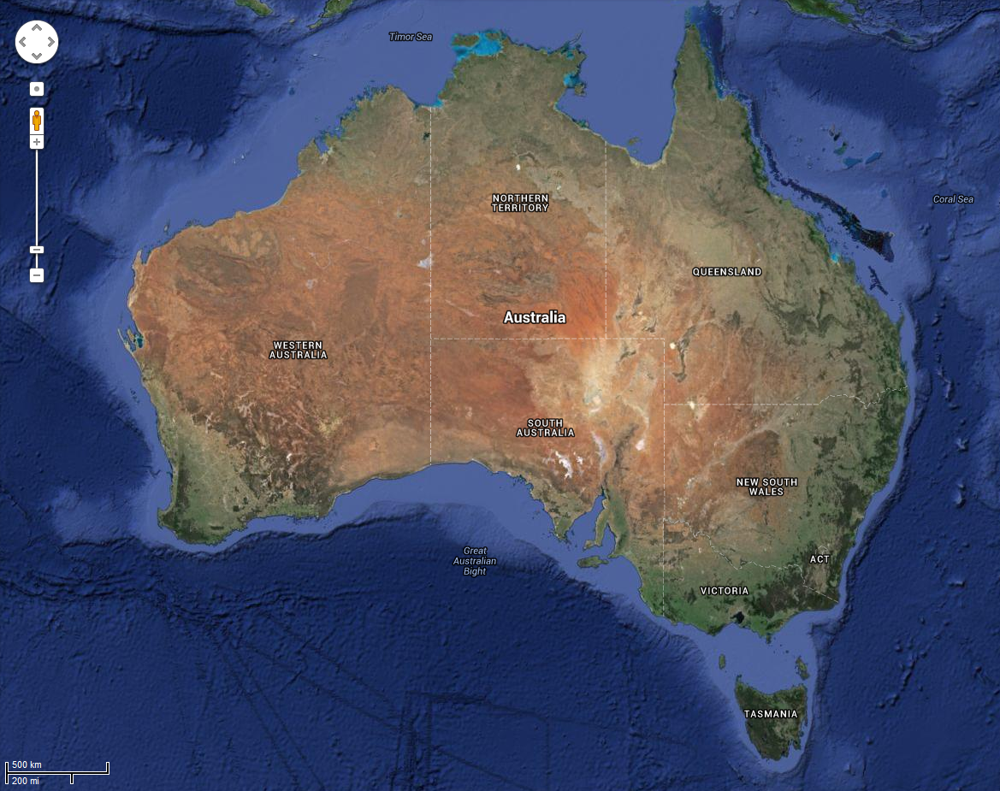 Timor Sea
Coral Sea
NORTHERN
TERRITORY
QUEENSLAND
Australia
WESTERN
AUSTRALIA
SOUTH
AUSTRALIA
NEW SOUTH
WALES
Great
Australian
Bight
ACT
VICTORIA
TASMANIA
500 km
200 mi